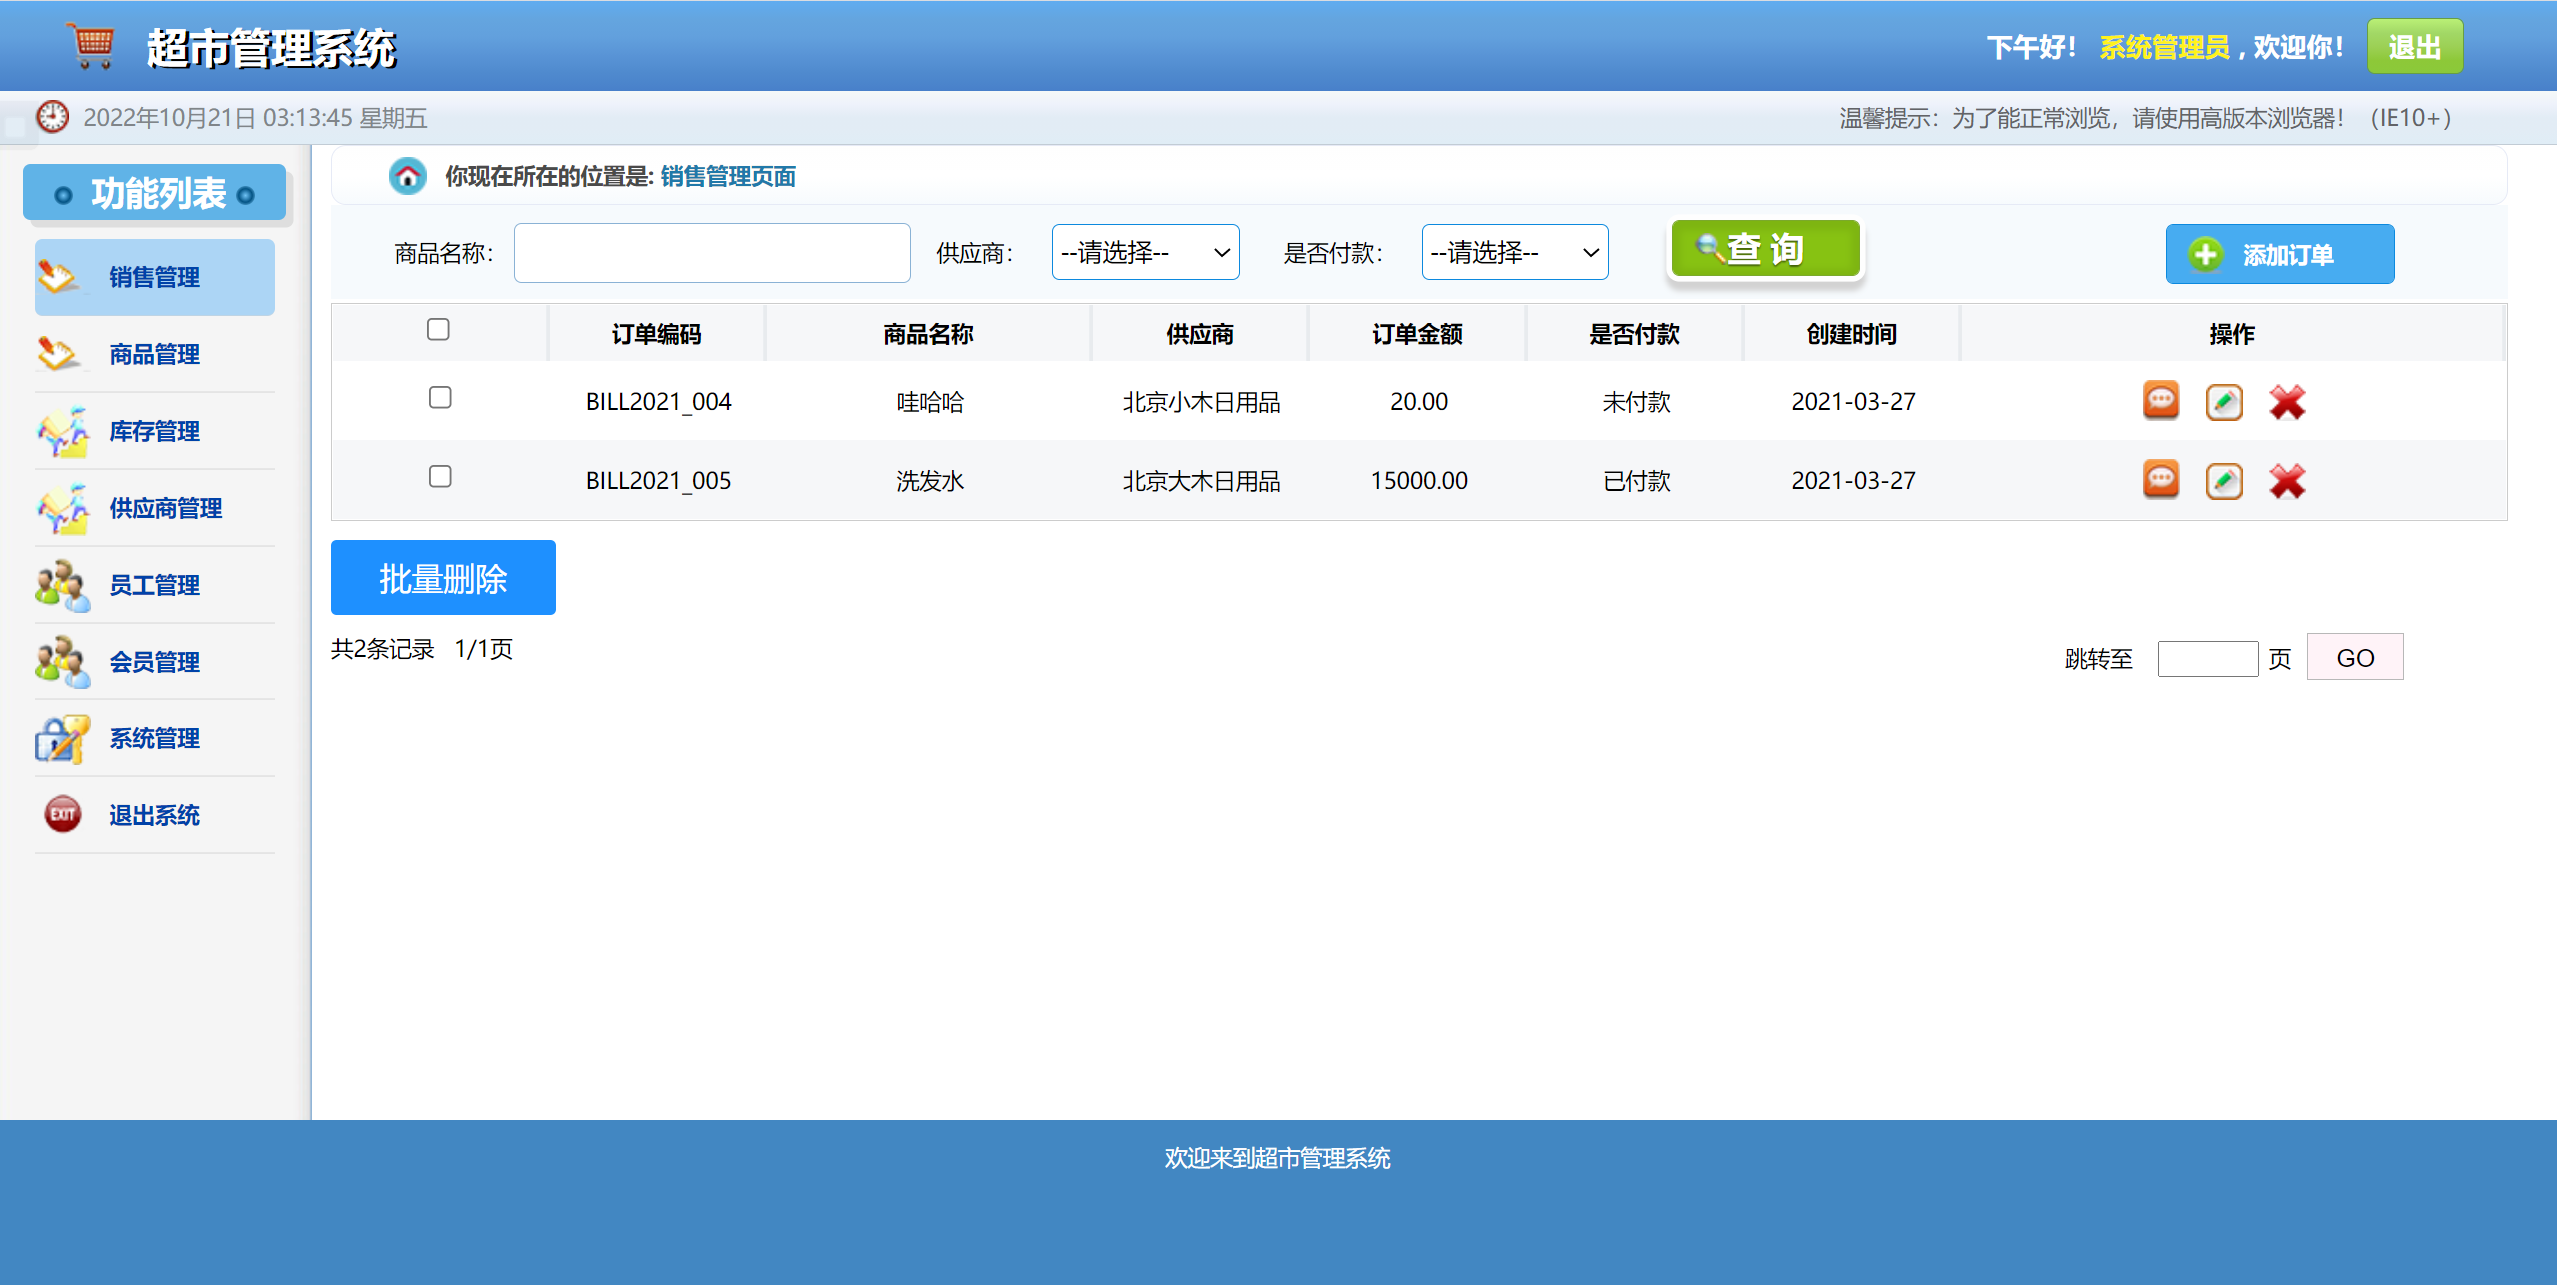 超市管理系统
下午好！ 系统管理员 , 欢迎你！ 退出
2022年10月21日 03:13:45 星期五
温馨提示：为了能正常浏览，请使用高版本浏览器！（IE10+）
功能列表
销售管理
商品管理
库存管理
供应商管理
员工管理
会员管理
系统管理
EXIT 退出系统
你现在所在的位置是: 销售管理页面
商品名称： 供应商： --请选择-- 是否付款： --请选择-- 查 询 添加订单
订单编码 商品名称 供应商 订单金额 是否付款 创建时间 操作
BILL2021_004 哇哈哈 北京小木日用品 20.00 未付款 2021-03-27
BILL2021_005 洗发水 北京大木日用品 15000.00 已付款 2021-03-27
批量删除
共2条记录 1/1页
跳转至 页 GO
欢迎来到超市管理系统